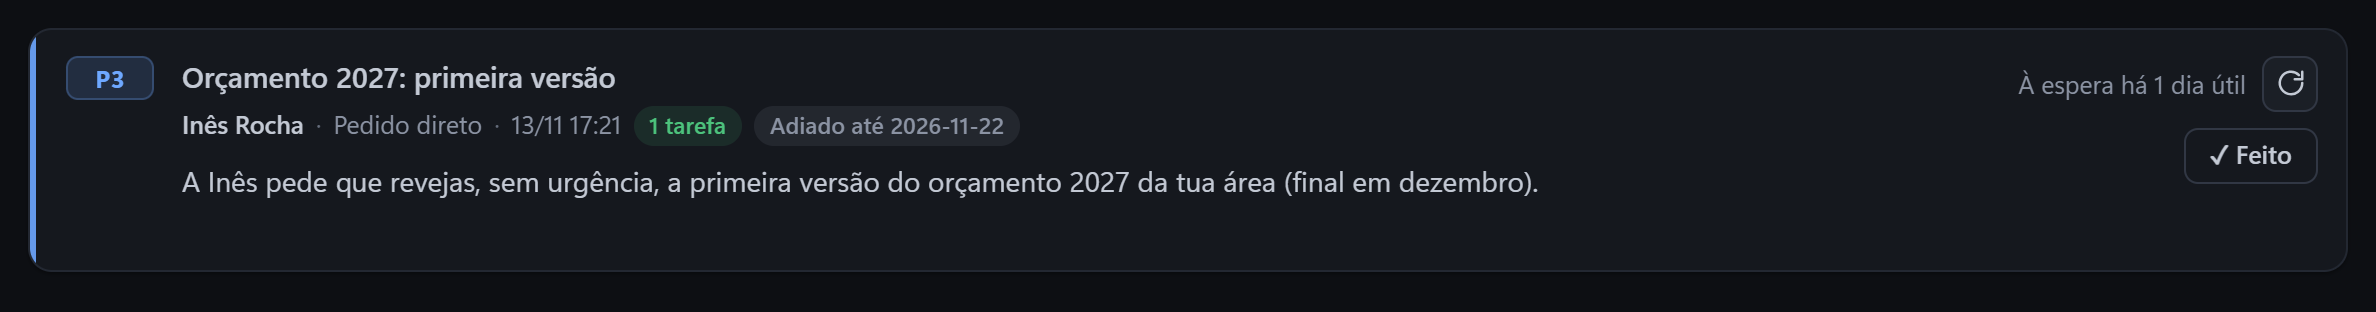 P3
Orçamento 2027: primeira versão
À espera há 1 dia útil
Inês Rocha · Pedido direto · 13/11 17:21 1 tarefa Adiado até 2026-11-22
✓ Feito
A Inês pede que revejas, sem urgência, a primeira versão do orçamento 2027 da tua área (final em dezembro).